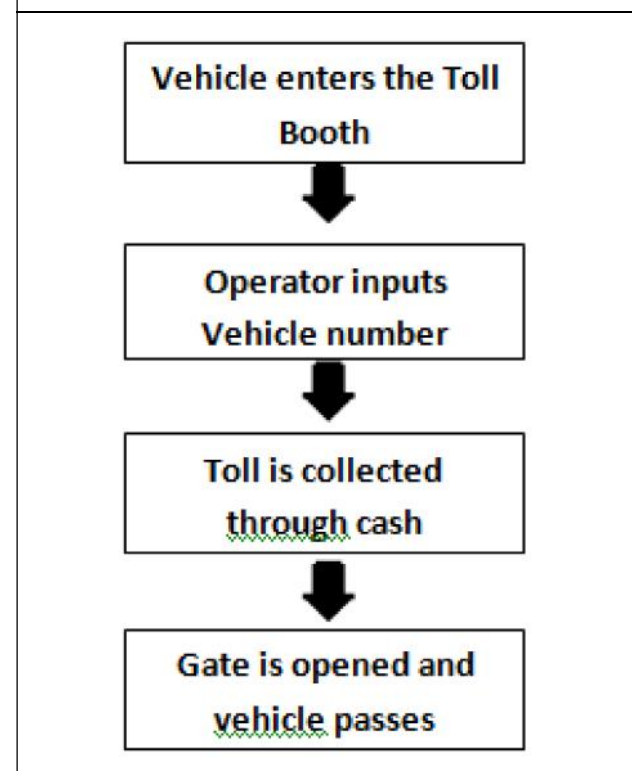 Vehicle enters the Toll
Booth
Operator inputs
Vehicle number
Toll is collected
through cash
Gate is opened and
vehicle passes